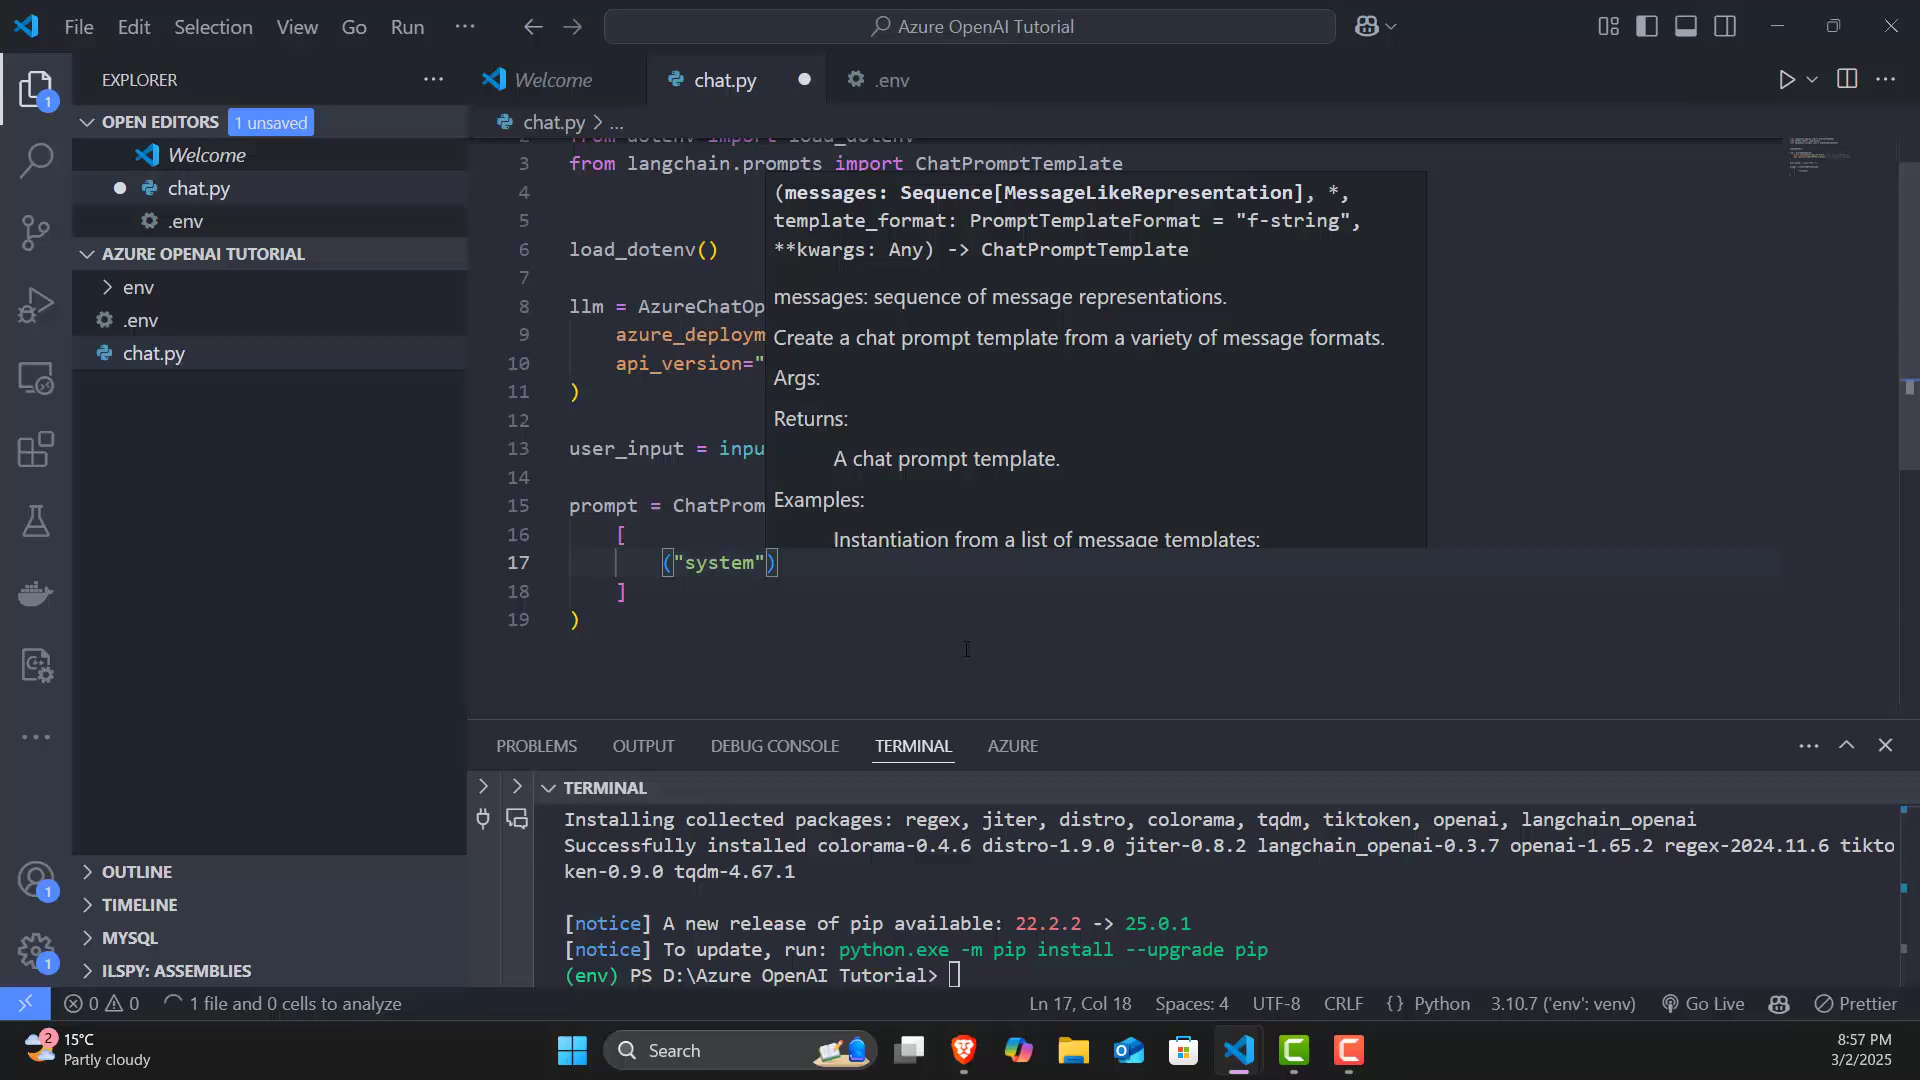 File Edit Selection View Go Run ···
Azure OpenAI Tutorial
EXPLORER
Welcome
chat.py
.env
OPEN EDITORS 1 unsaved
chat.py > ...
Welcome
chat.py
.env
AZURE OPENAI TUTORIAL
env
.env
chat.py
OUTLINE
TIMELINE
MYSQL
ILSPY: ASSEMBLIES
2 from dotenv import load_dotenv
3 from langchain.prompts import ChatPromptTemplate
4
5
6 load_dotenv()
7
8 llm = AzureChatOp
9 azure_deploym
10 api_version="
11 )
12
13 user_input = inpu
14
15 prompt = ChatProm
16 [
17 ("system")
18 ]
19 )
(messages: Sequence[MessageLikeRepresentation], *,
template_format: PromptTemplateFormat = "f-string",
**kwargs: Any) -> ChatPromptTemplate
messages: sequence of message representations.
Create a chat prompt template from a variety of message formats.
Args:
Returns:
A chat prompt template.
Examples:
Instantiation from a list of message templates:
PROBLEMS OUTPUT DEBUG CONSOLE TERMINAL AZURE
TERMINAL
Installing collected packages: regex, jiter, distro, colorama, tqdm, tiktoken, openai, langchain_openai
Successfully installed colorama-0.4.6 distro-1.9.0 jiter-0.8.2 langchain_openai-0.3.7 openai-1.65.2 regex-2024.11.6 tikto
ken-0.9.0 tqdm-4.67.1
[notice] A new release of pip available: 22.2.2 -> 25.0.1
[notice] To update, run: python.exe -m pip install --upgrade pip
(env) PS D:\Azure OpenAI Tutorial>
0 0 1 file and 0 cells to analyze
Ln 17, Col 18 Spaces: 4 UTF-8 CRLF {} Python 3.10.7 ('env': venv) Go Live Prettier
2
15°C
Partly cloudy
Search
8:57 PM
3/2/2025
1
1
1